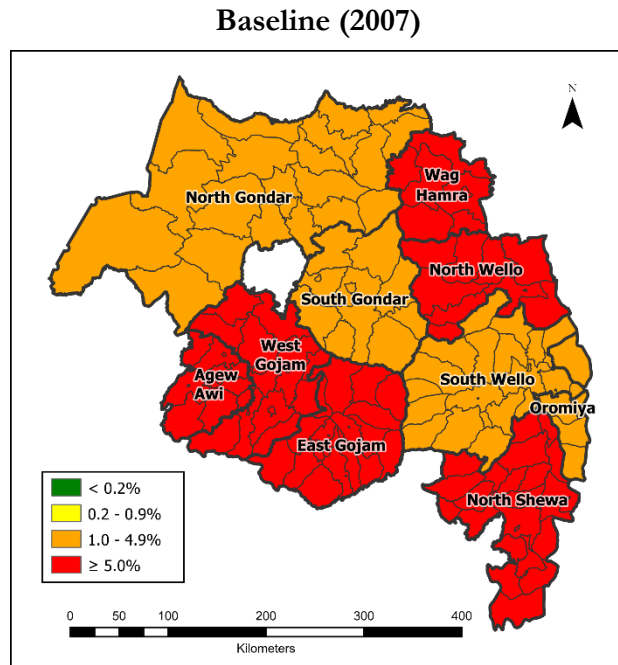 Baseline (2007)
N
Wag
Hamra
North Gondar
North Wello
South Gondar
West
Gojam
Agew
Awi
South Wello
Oromiya
East Gojam
North Shewa
< 0.2%
0.2 - 0.9%
1.0 - 4.9%
≥ 5.0%
0 50 100 200 300 400
Kilometers